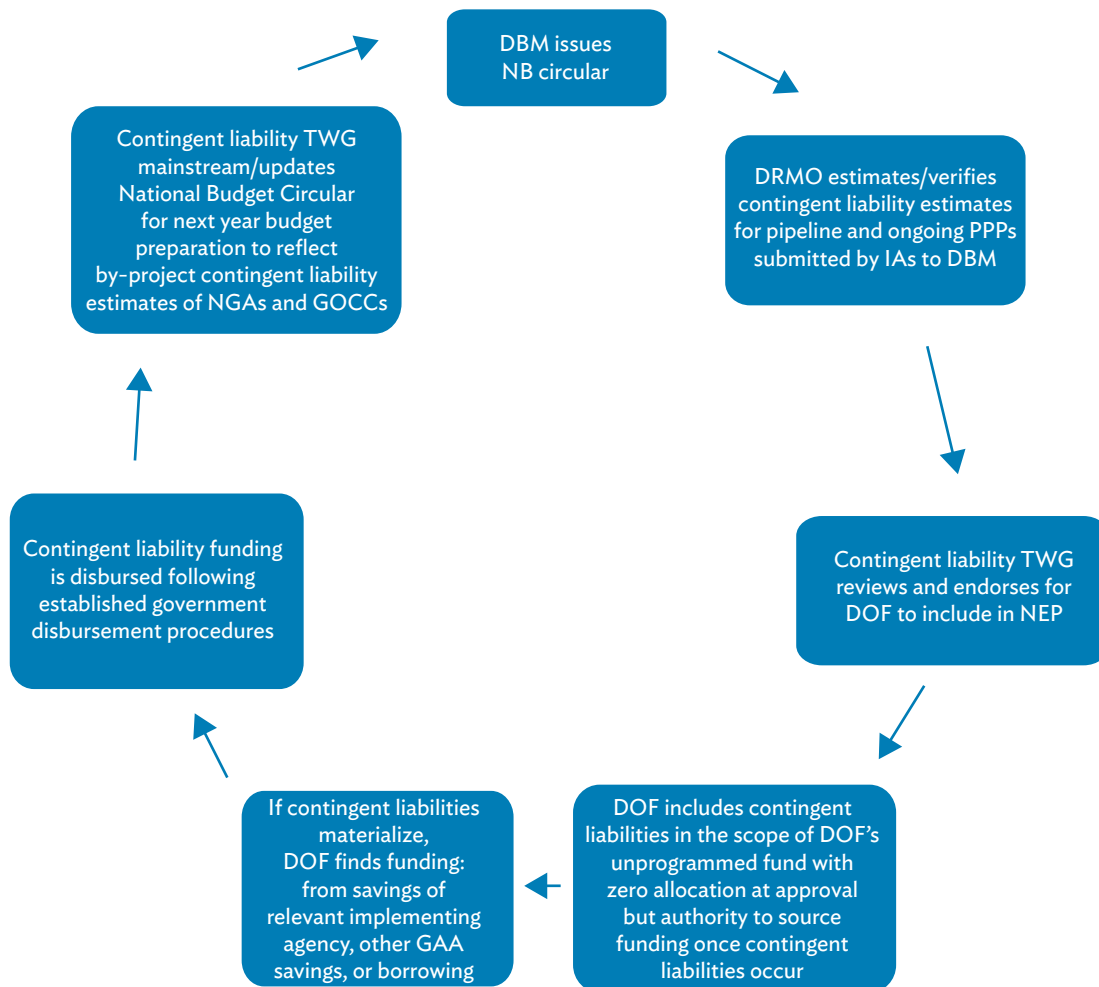 DBM issues
NB circular
DRMO estimates/verifies
contingent liability estimates
for pipeline and ongoing PPPs
submitted by IAs to DBM
Contingent liability TWG
reviews and endorses for
DOF to include in NEP
DOF includes contingent
liabilities in the scope of DOF’s
unprogrammed fund with
zero allocation at approval
but authority to source
funding once contingent
liabilities occur
If contingent liabilities
materialize,
DOF finds funding:
from savings of
relevant implementing
agency, other GAA
savings, or borrowing
Contingent liability funding
is disbursed following
established government
disbursement procedures
Contingent liability TWG
mainstream/updates
National Budget Circular
for next year budget
preparation to reflect
by-project contingent liability
estimates of NGAs and GOCCs